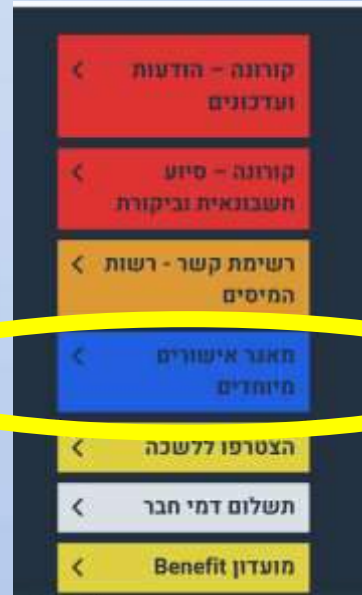 קורונה – הודעות
ועדכונים
קורונה – סיוע
חשבונאית וביקורת
רשימת קשר - רשות
המיסים
מאגר אישורים
מיוחדים
הצטרפו ללשכה
תשלום דמי חבר
מועדון Benefit